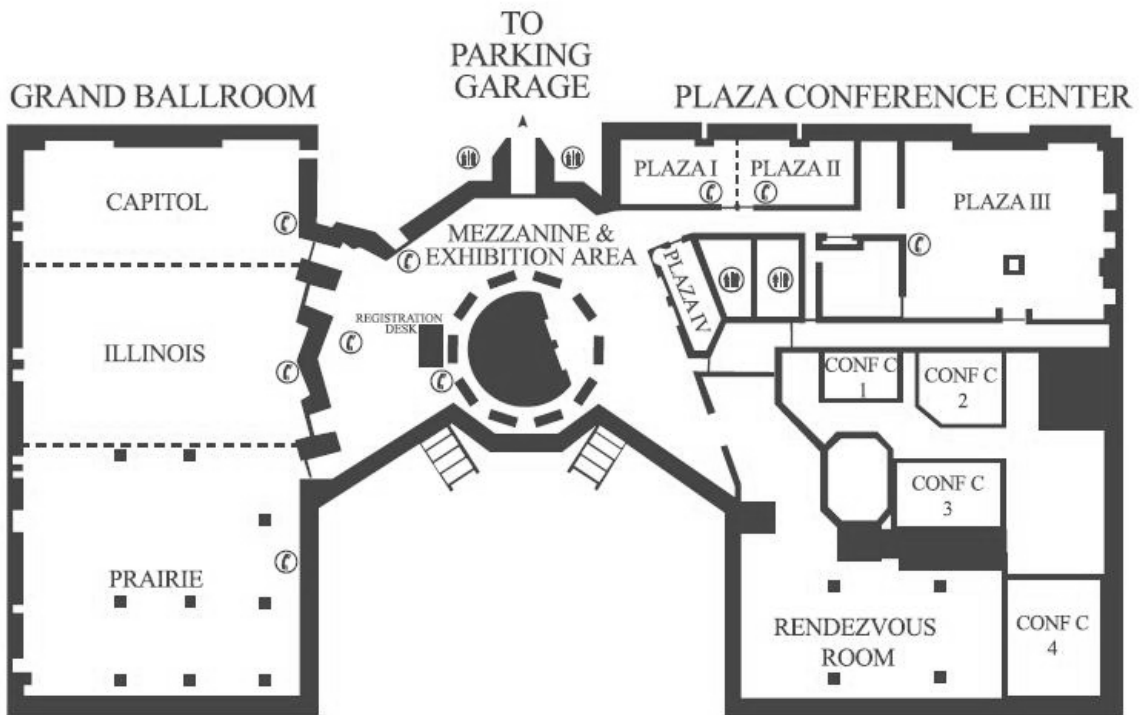 TO
PARKING
GARAGE
GRAND BALLROOM
PLAZA CONFERENCE CENTER
CAPITOL
ILLINOIS
PRAIRIE
MEZZANINE &
EXHIBITION AREA
REGISTRATION
DESK
PLAZA I
PLAZA II
PLAZA III
PLAZA IV
CONF C
1
CONF C
2
CONF C
3
CONF C
4
RENDEZVOUS
ROOM